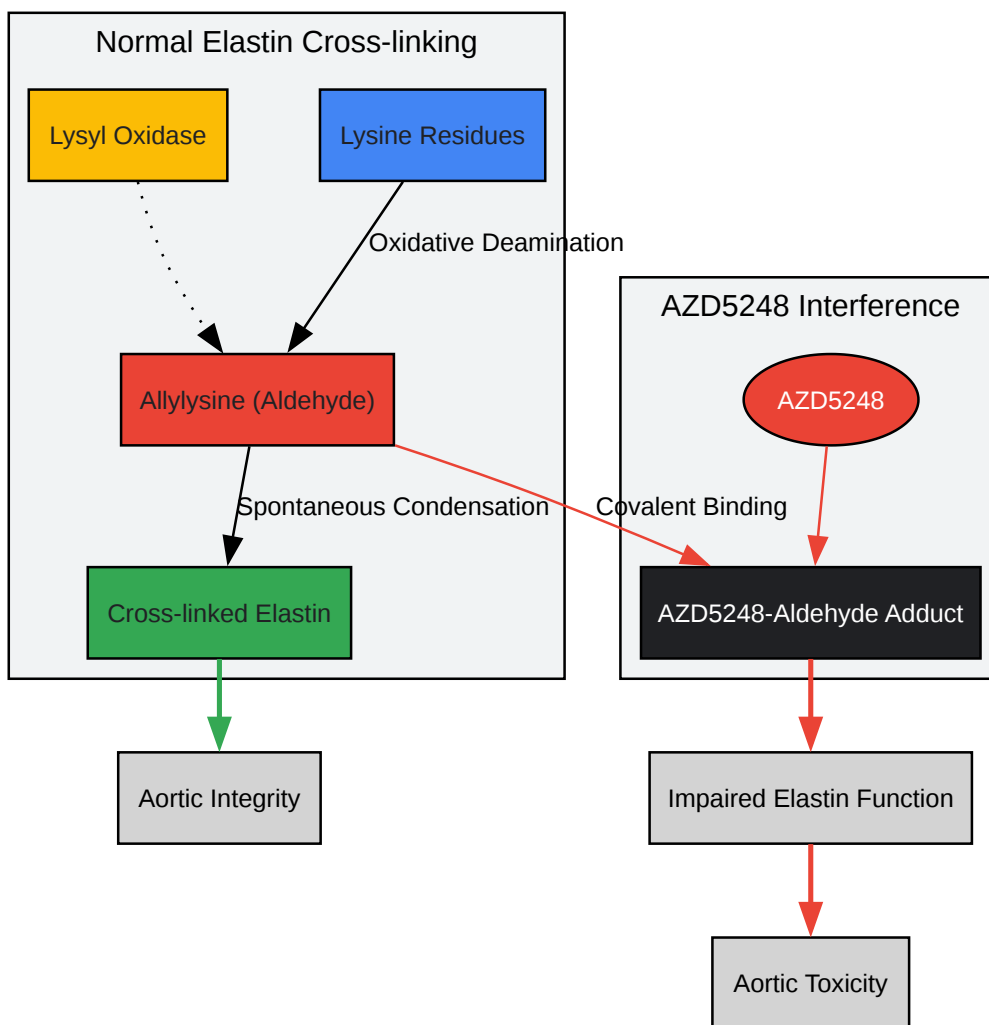 Normal Elastin Cross-linking
Lysyl Oxidase
Lysine Residues
Oxidative Deamination
AZD5248 Interference
Allylysine (Aldehyde)
AZD5248
Spontaneous Condensation
Covalent Binding
Cross-linked Elastin
AZD5248-Aldehyde Adduct
Aortic Integrity
Impaired Elastin Function
Aortic Toxicity